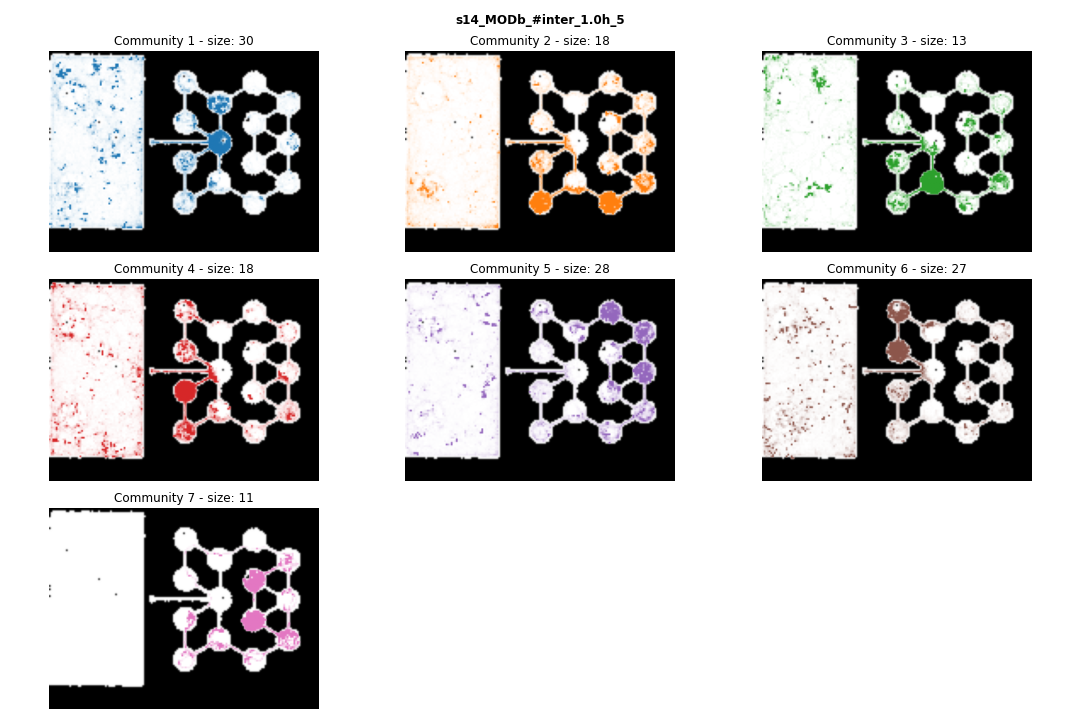 s14_MODb_#inter_1.0h_5
Community 1 - size: 30
Community 2 - size: 18
Community 3 - size: 13
Community 4 - size: 18
Community 5 - size: 28
Community 6 - size: 27
Community 7 - size: 11